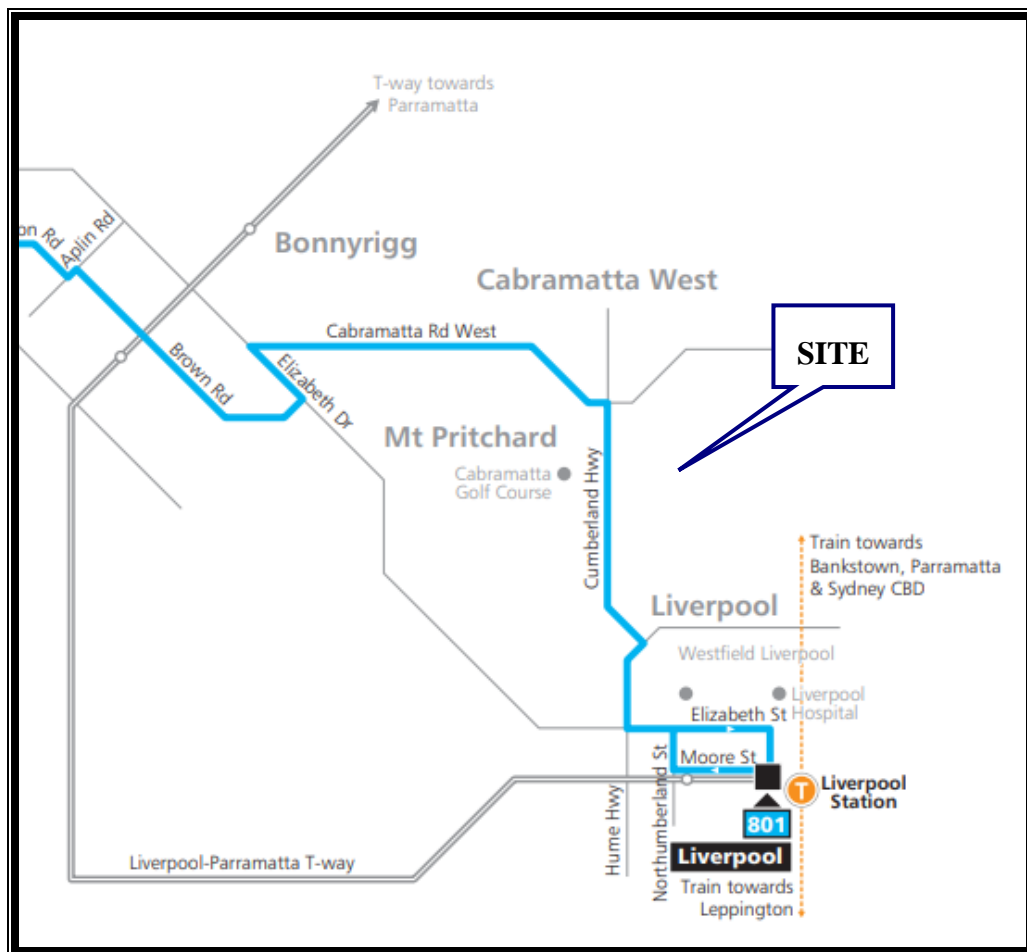 T-way towards
Parramatta
on Rd
Aplin Rd
Bonnyrigg
Cabramatta West
Cabramatta Rd West
SITE
Brown Rd
Elizabeth Dr
Mt Pritchard
Cabramatta
Golf Course
Cumberland Hwy
Train towards
Bankstown, Parramatta
& Sydney CBD
Liverpool
Westfield Liverpool
Liverpool
Hospital
Elizabeth St
Moore St
Northumberland St
Hume Hwy
T
Liverpool
Station
801
Liverpool
Liverpool-Parramatta T-way
Train towards
Leppington